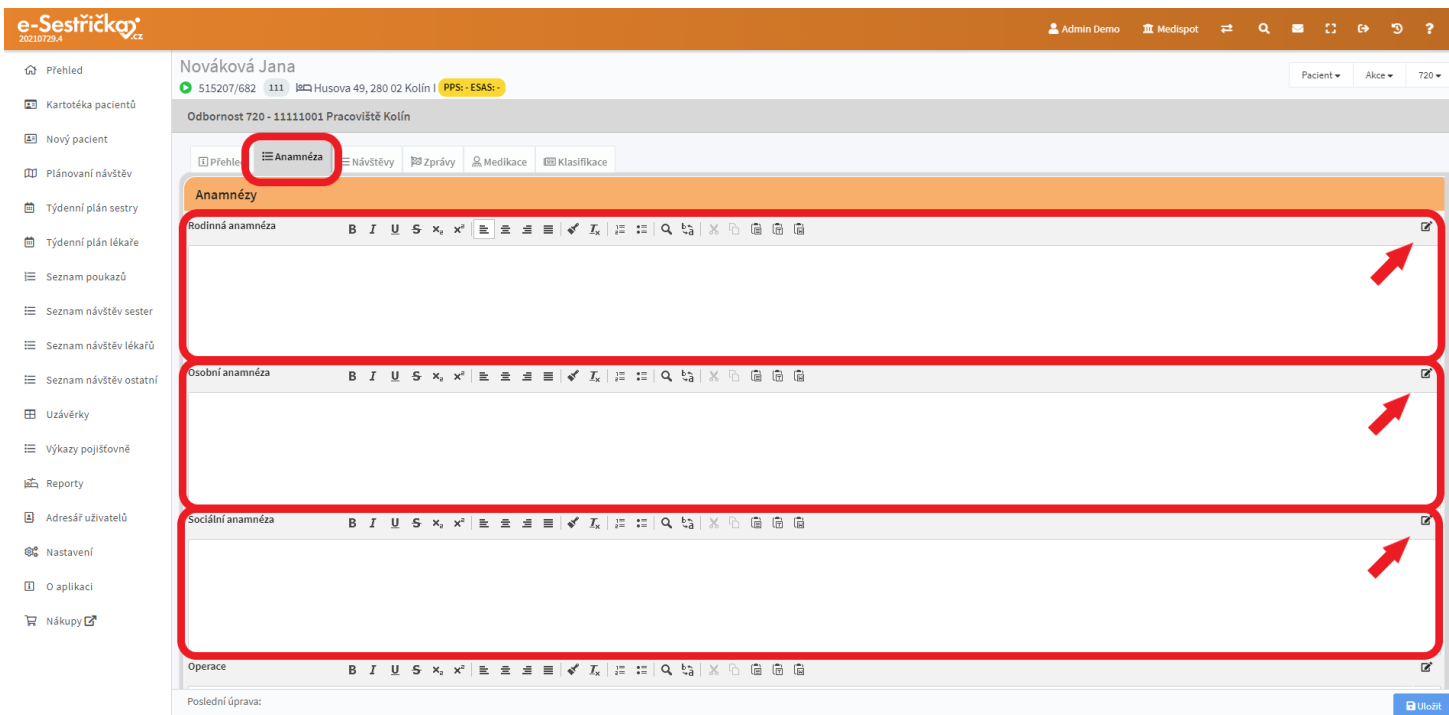 e-Sestřička.cz
20210729.4
Admin Demo Medispot ?
Přehled
Kartotéka pacientů
Nový pacient
Plánovaní návštěv
Týdenní plán sestry
Týdenní plán lékaře
Seznam poukazů
Seznam návštěv sester
Seznam návštěv lékařů
Seznam návštěv ostatní
Uzávěrky
Výkazy pojišťovně
Reporty
Adresář uživatelů
Nastavení
O aplikaci
Nákupy
Nováková Jana
515207/682 111 Husova 49, 280 02 Kolín I PPS: - ESAS: -
Pacient Akce 720
Odbornost 720 - 11111001 Pracoviště Kolín
Přehle Anamnéza Návštěvy Zprávy Medikace Klasifikace
Anamnézy
Rodinná anamnéza
Osobní anamnéza
Sociální anamnéza
Operace
Poslední úprava:
Uložit